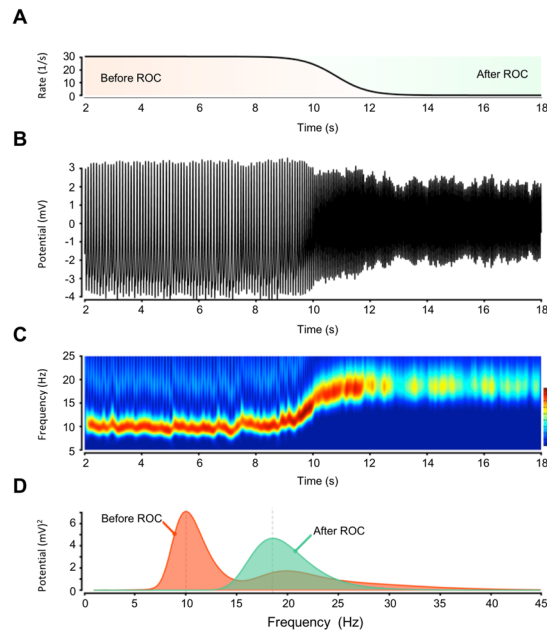 A
Rate (1/s)
30
20
10
0
Before ROC
After ROC
2 4 6 8 10 12 14 16 18
Time (s)
B
Potential (mV)
3
2
1
0
-1
-2
-3
-4
2 4 6 8 10 12 14 16 18
Time (s)
C
Frequency (Hz)
25
20
15
10
5
2 4 6 8 10 12 14 16 18
Time (s)
D
Potential (mV)²
6
4
2
0
Before ROC
After ROC
0 5 10 15 20 25 30 35 40 45
Frequency (Hz)